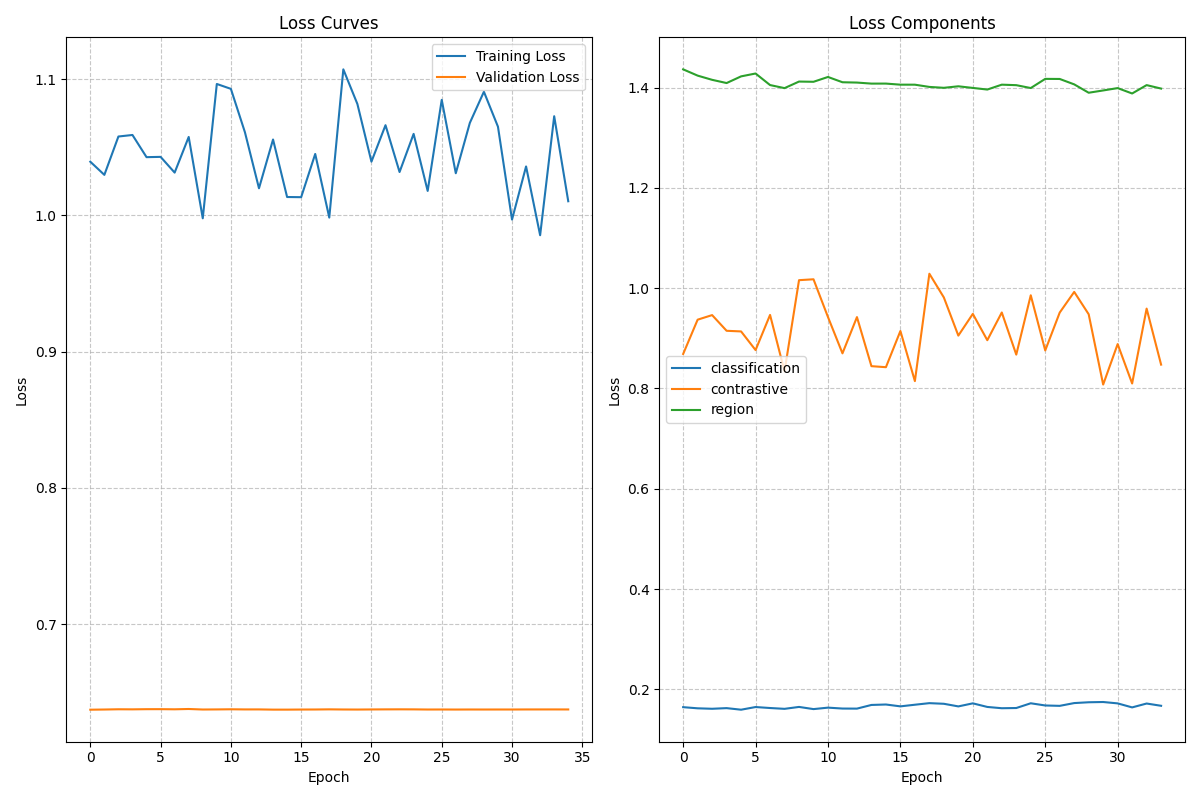 Loss Curves
Training Loss
Validation Loss
1.1
1.0
0.9
0.8
0.7
Loss
0 5 10 15 20 25 30 35
Epoch
Loss Components
1.4
1.2
1.0
0.8
0.6
0.4
0.2
Loss
classification
contrastive
region
0 5 10 15 20 25 30
Epoch